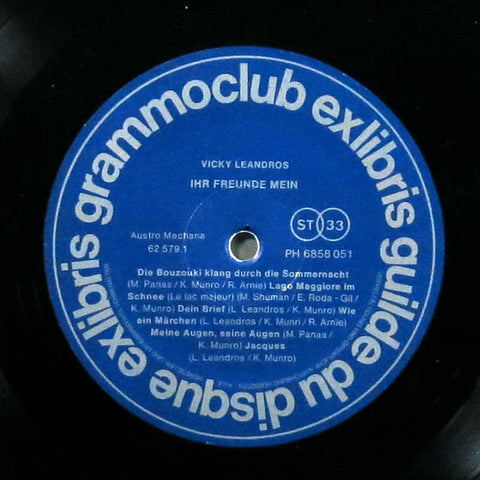 grammoclub exlibris guilde du disque exlibris
VICKY LEANDROS
IHR FREUNDE MEIN
Austro Mechana
62 579.1
ST 33
PH 6858 051
Die Bouzouki klang durch die Sommernacht
(M. Panas / K. Munro / R. Arnie) Lago Maggiore im
Schnee (Le lac majeur) (M. Shuman / E. Roda - Gil /
K. Munro) Dein Brief (L. Leandros / K. Munro) Wie
ein Märchen (L. Leandros / K. Munri / R. Arnie)
Meine Augen, seine Augen (M. Panas /
K. Munro) Jacques
(L. Leandros / K. Munro)